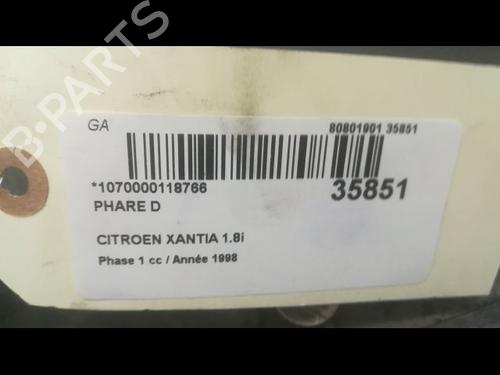 GA
80801901 35851
*1070000118766
35851
PHARE D
CITROEN XANTIA 1.8i
Phase 1 cc / Année 1998
B-PARTS